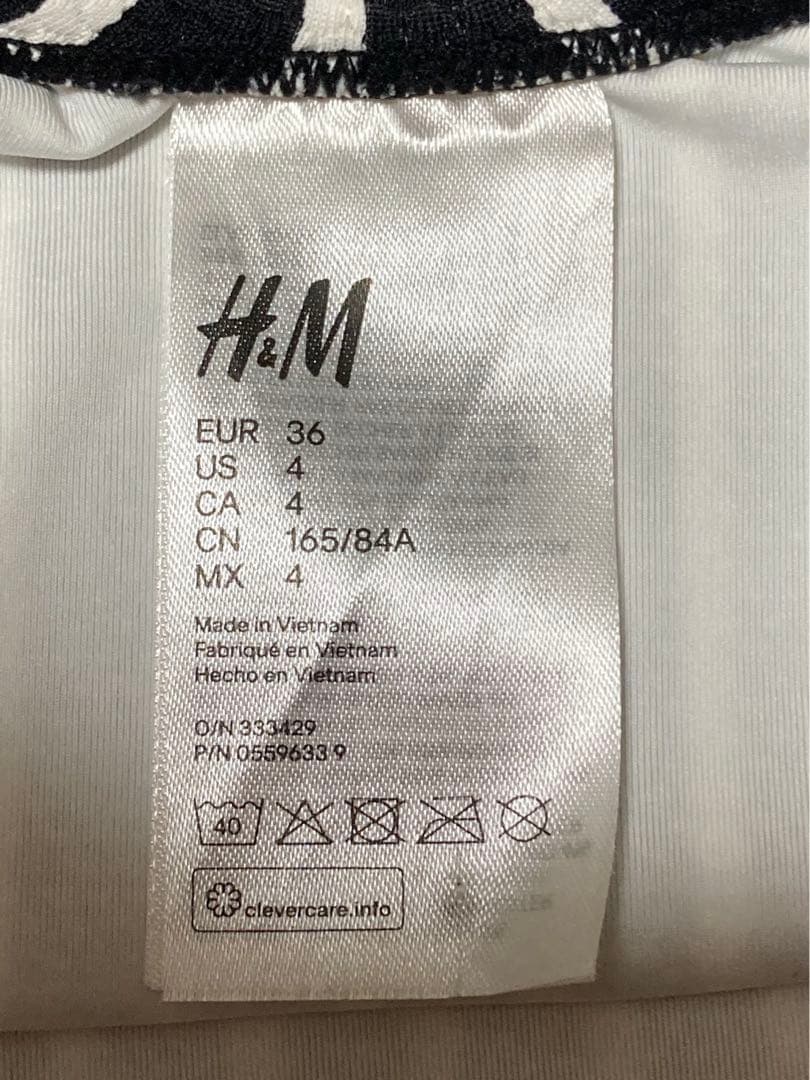 H&M
EUR 36
US 4
CA 4
CN 165/84A
MX 4
Made in Vietnam
Fabriqué en Vietnam
Hecho en Vietnam
O/N 333429
P/N 0559633 9
40
clevercare.info